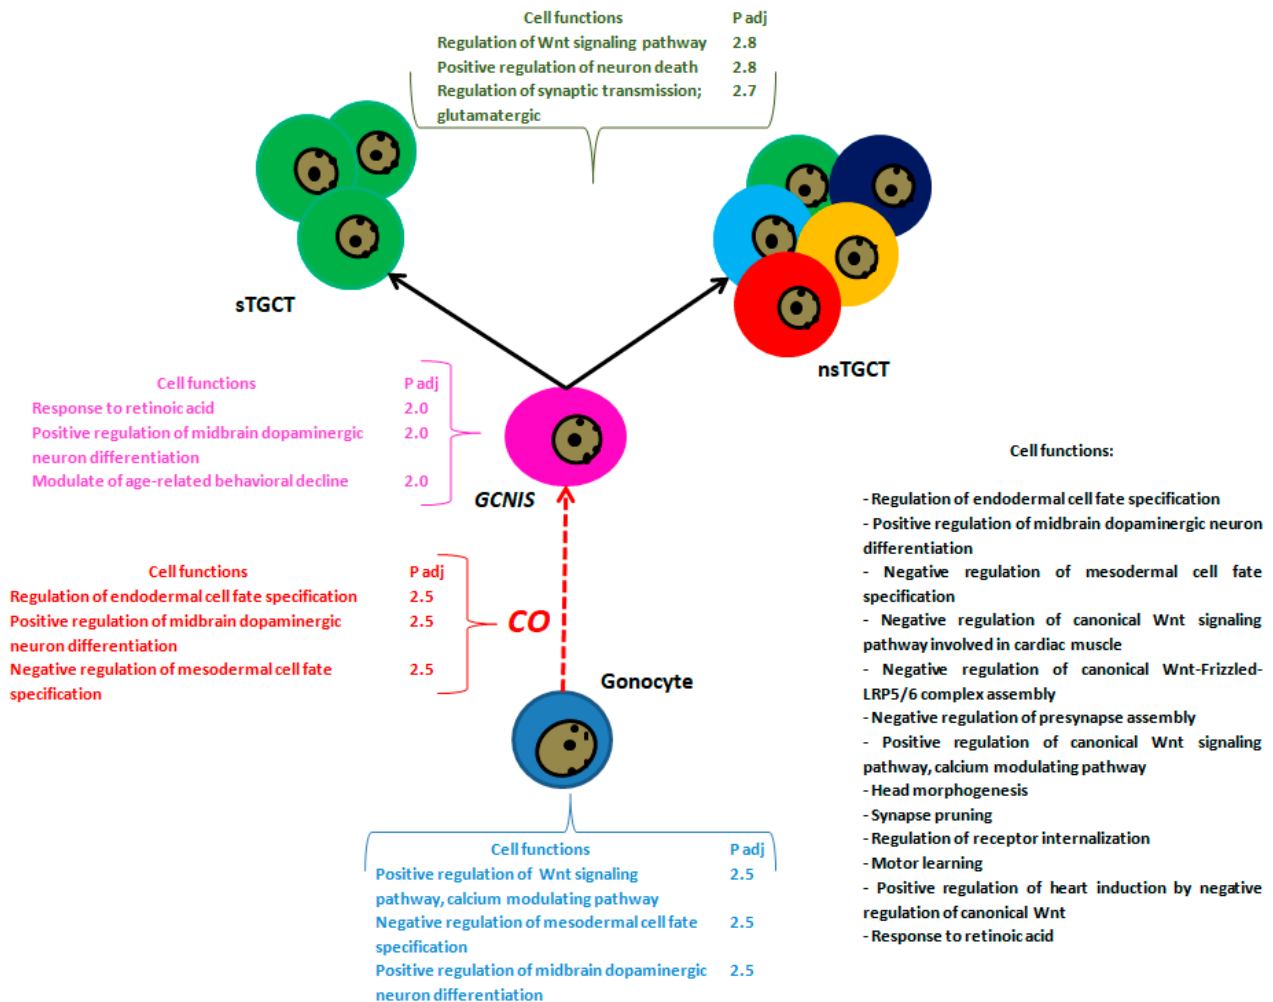 Cell functions P adj
Regulation of Wnt signaling pathway 2.8
Positive regulation of neuron death 2.8
Regulation of synaptic transmission; 2.7
glutamatergic
sTGCT
nsTGCT
Cell functions P adj
Response to retinoic acid 2.0
Positive regulation of midbrain dopaminergic 2.0
neuron differentiation
Modulate of age-related behavioral decline 2.0
GCNIS
Cell functions P adj
Regulation of endodermal cell fate specification 2.5
Positive regulation of midbrain dopaminergic 2.5
neuron differentiation
Negative regulation of mesodermal cell fate 2.5
specification
CO
Gonocyte
Cell functions P adj
Positive regulation of Wnt signaling 2.5
pathway, calcium modulating pathway
Negative regulation of mesodermal cell fate 2.5
specification
Positive regulation of midbrain dopaminergic 2.5
neuron differentiation
Cell functions:
- Regulation of endodermal cell fate specification
- Positive regulation of midbrain dopaminergic neuron
differentiation
- Negative regulation of mesodermal cell fate
specification
- Negative regulation of canonical Wnt signaling
pathway involved in cardiac muscle
- Negative regulation of canonical Wnt-Frizzled-
LRP5/6 complex assembly
- Negative regulation of presynapse assembly
- Positive regulation of canonical Wnt signaling
pathway, calcium modulating pathway
- Head morphogenesis
- Synapse pruning
- Regulation of receptor internalization
- Motor learning
- Positive regulation of heart induction by negative
regulation of canonical Wnt
- Response to retinoic acid